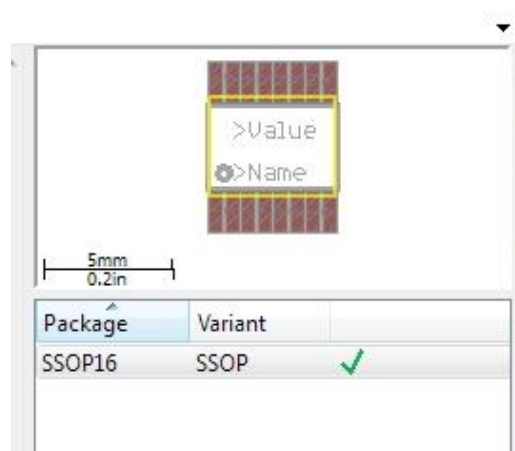 >Value
>Name
5mm
0.2in
Package Variant
SSOP16 SSOP